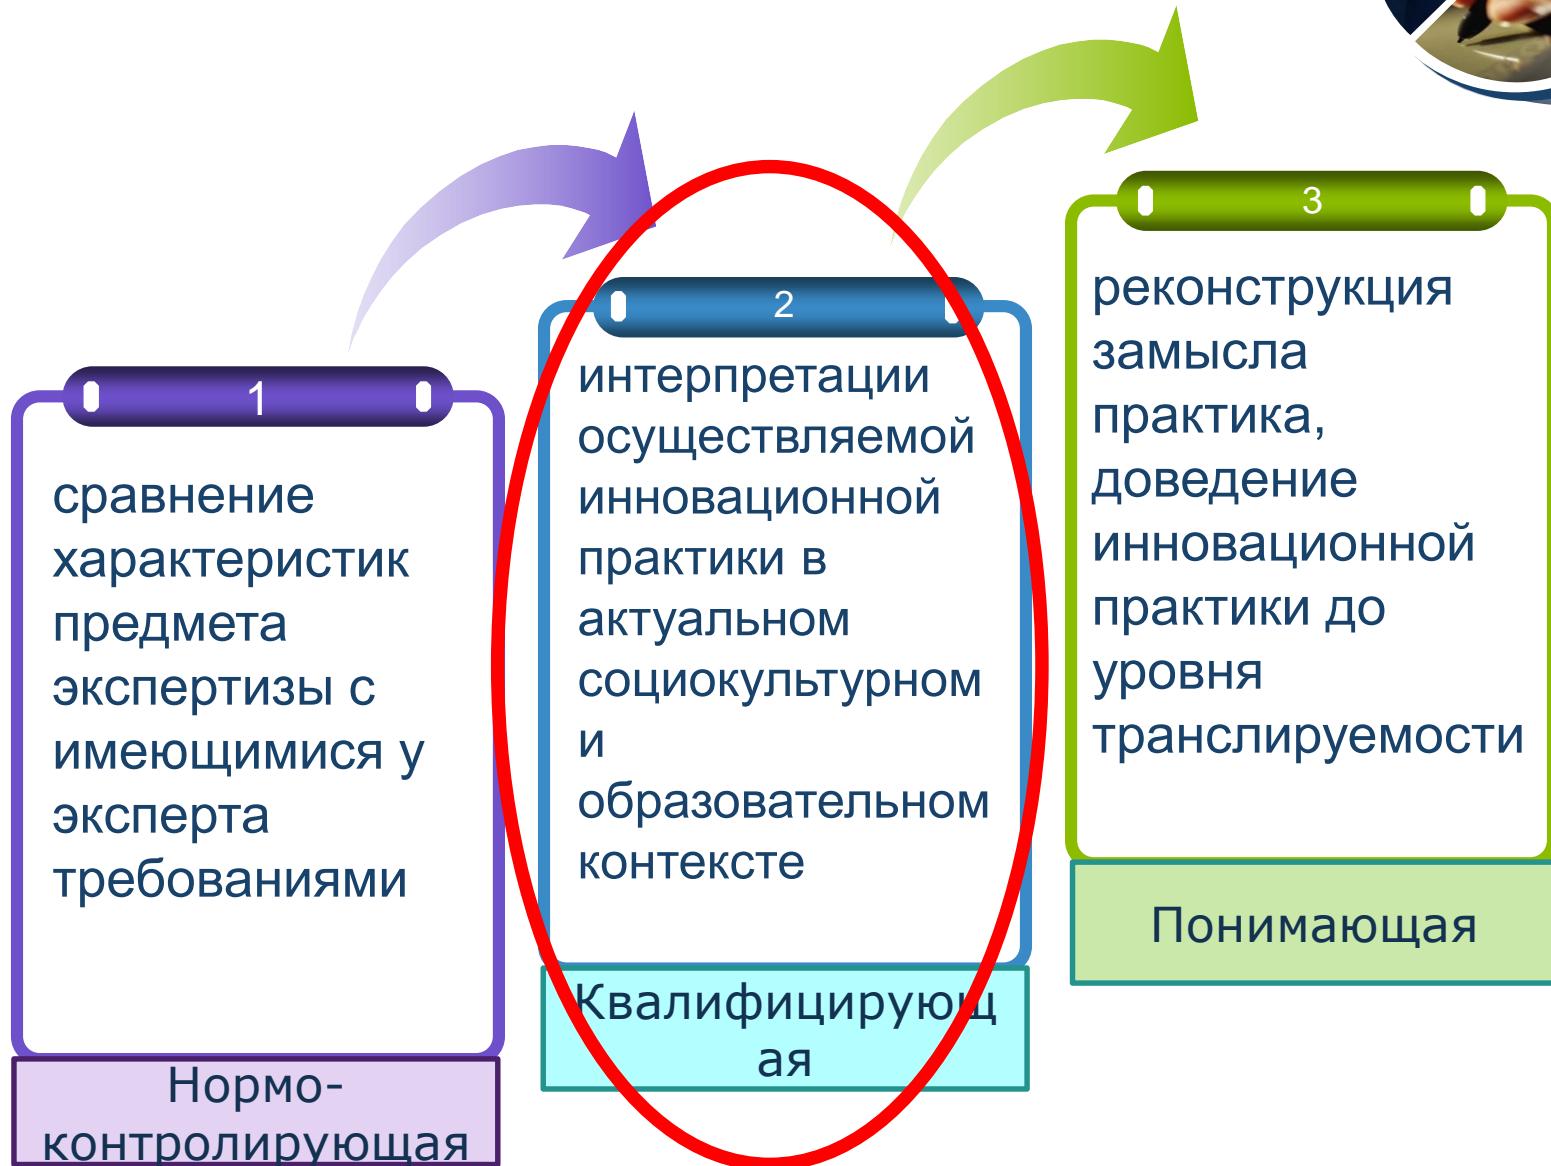 1
сравнение
характеристик
предмета
экспертизы с
имеющимися у
эксперта
требованиями
Нормо-
контролирующая
2
интерпретации
осуществляемой
инновационной
практики в
актуальном
социокультурном
и
образовательном
контексте
Квалифицирующ
ая
3
реконструкция
замысла
практика,
доведение
инновационной
практики до
уровня
транслируемости
Понимающая